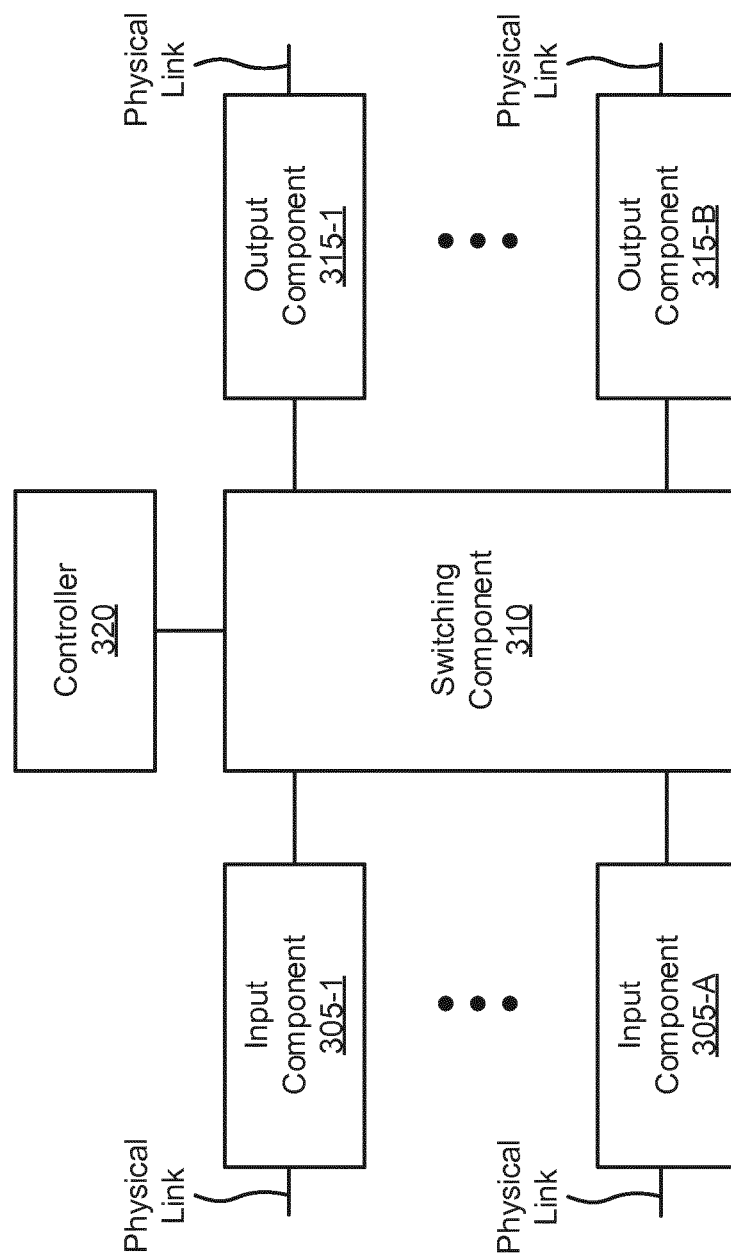 Controller
320
Physical
Link
Input
Component
305-1
Switching
Component
310
Output
Component
315-1
Physical
Link
Physical
Link
Input
Component
305-A
Output
Component
315-B
Physical
Link